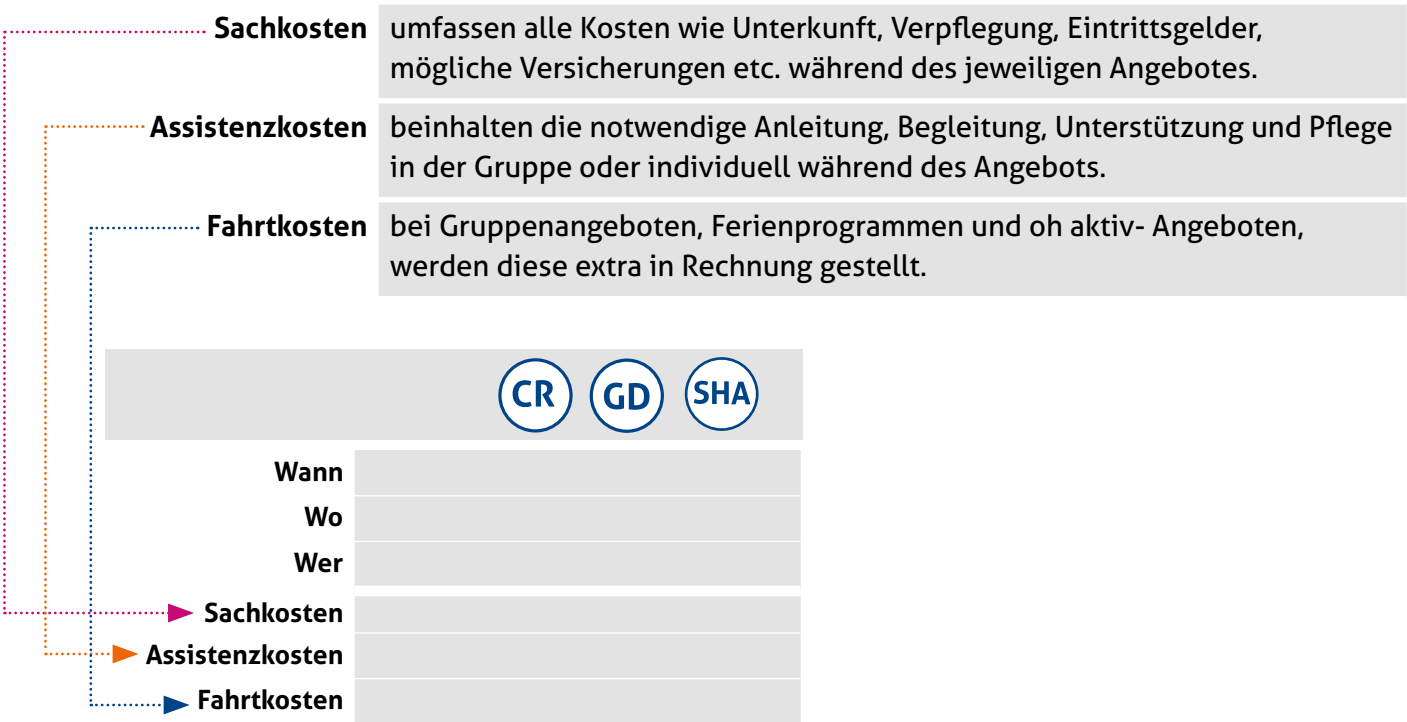 Sachkosten umfassen alle Kosten wie Unterkunft, Verpflegung, Eintrittsgelder,
mögliche Versicherungen etc. während des jeweiligen Angebotes.
Assistenzkosten beinhalten die notwendige Anleitung, Begleitung, Unterstützung und Pflege
in der Gruppe oder individuell während des Angebots.
Fahrtkosten bei Gruppenangeboten, Ferienprogrammen und oh aktiv- Angeboten,
werden diese extra in Rechnung gestellt.
CR GD SHA
Wann
Wo
Wer
Sachkosten
Assistenzkosten
Fahrtkosten